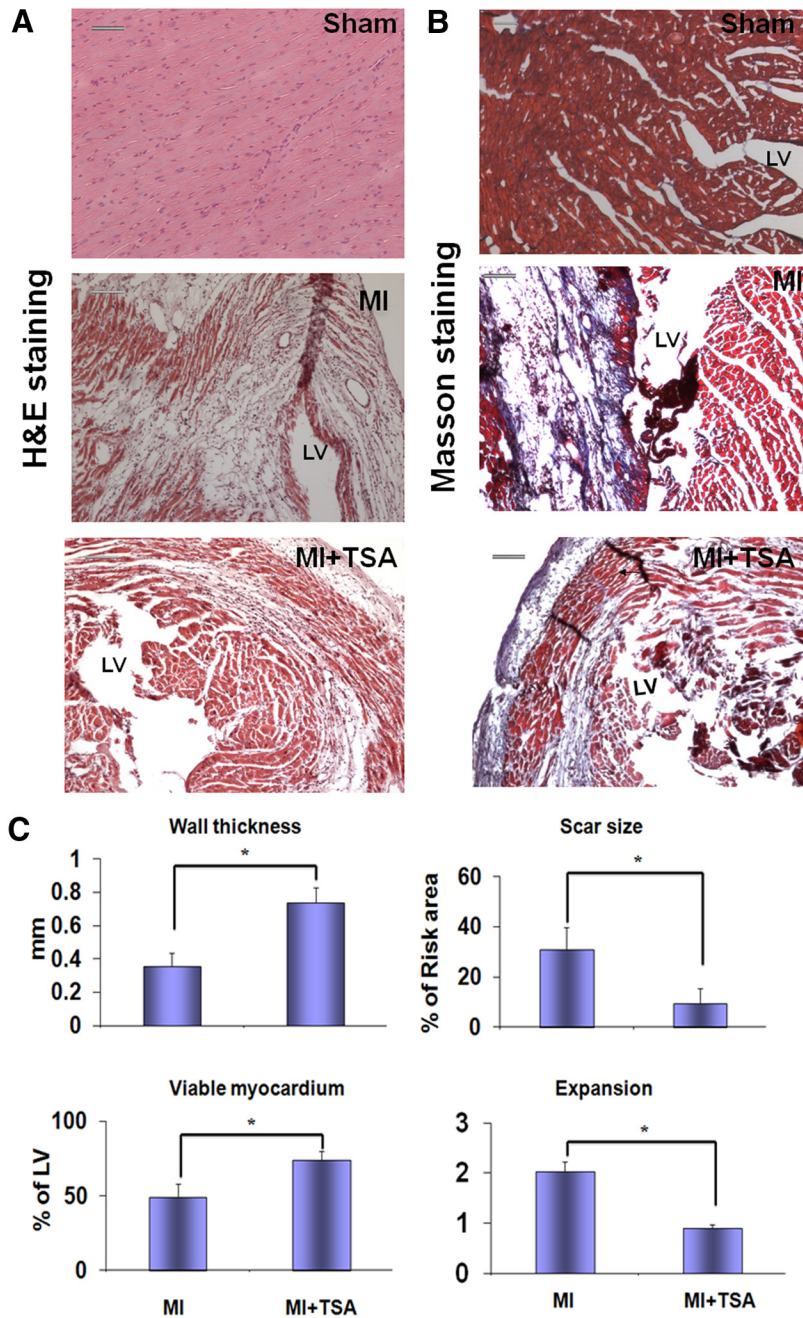 A
Sham
H&E staining
MI
LV
MI+TSA
LV
B
Sham
LV
Masson staining
MI
LV
MI+TSA
LV
C
Wall thickness
mm
1
0.8
0.6
0.4
0.2
0
*
Scar size
% of Risk area
60
40
20
0
*
Viable myocardium
% of LV
100
50
0
*
MI
MI+TSA
Expansion
3
2
1
0
*
MI
MI+TSA